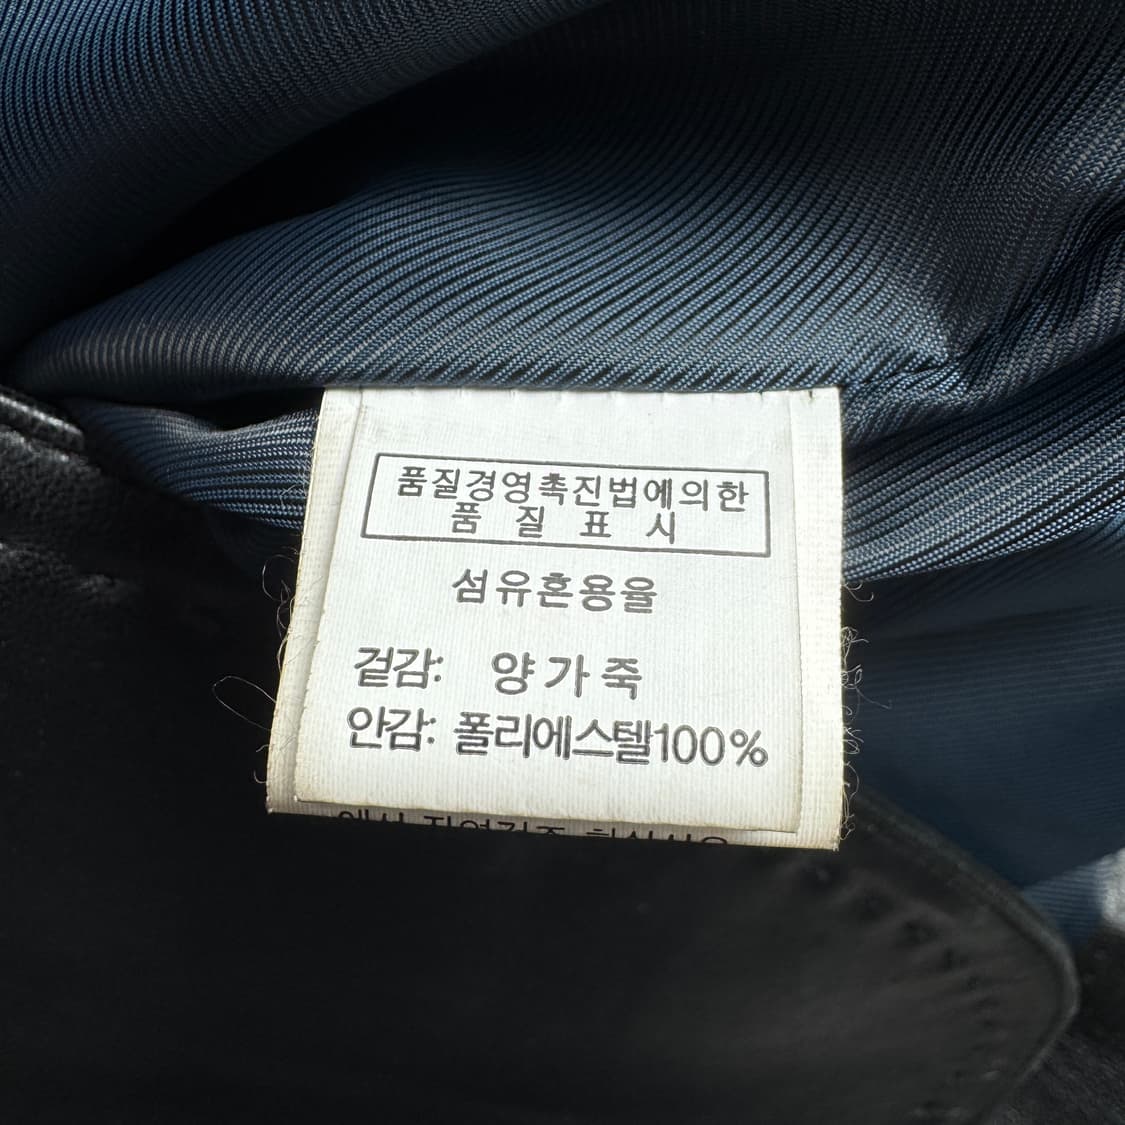 품질경영촉진법에의한
품 질 표 시
섬유혼용율
겉감: 양가죽
안감: 폴리에스텔100%